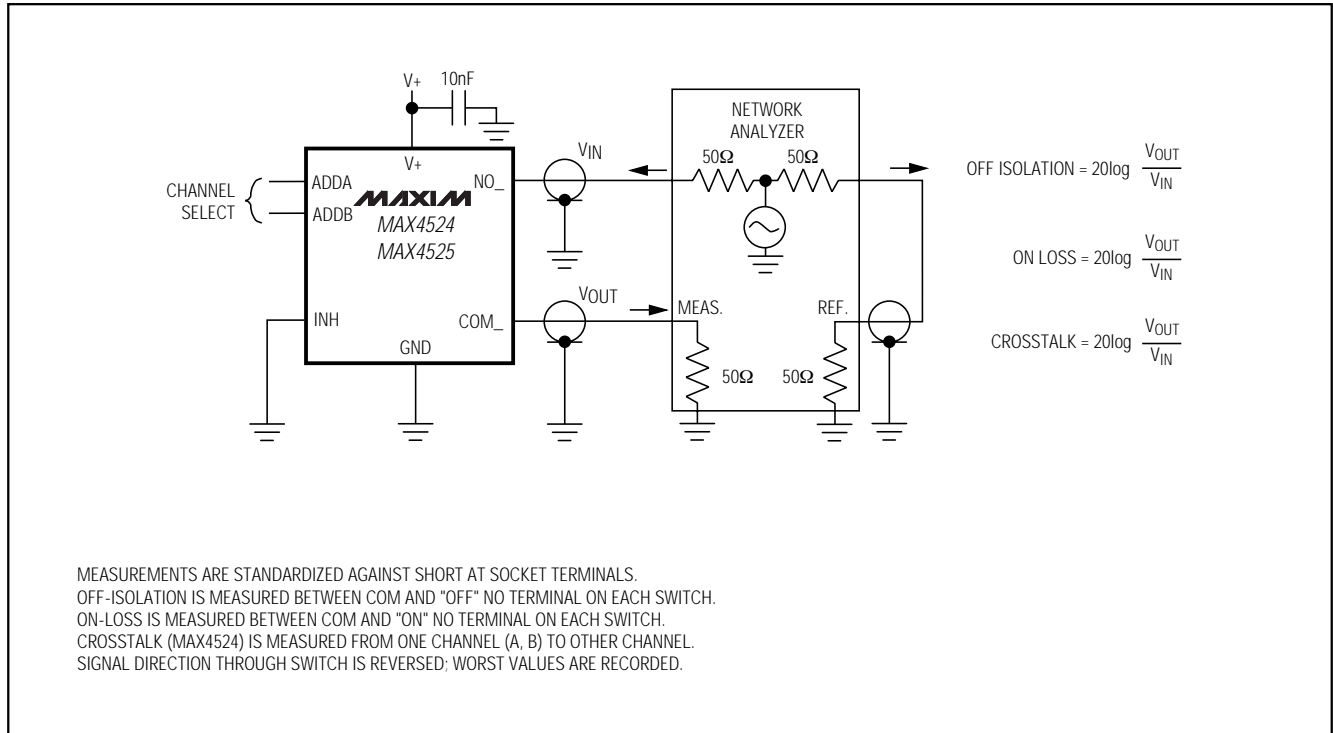 V+ 10nF
V+
CHANNEL
SELECT
ADDA
ADDB
INH
NO_
COM_
GND
MAXIM
MAX4524
MAX4525
VIN
VOUT
NETWORK
ANALYZER
50Ω 50Ω
MEAS. REF.
50Ω 50Ω
OFF ISOLATION = 20log VOUT
VIN
ON LOSS = 20log VOUT
VIN
CROSSTALK = 20log VOUT
VIN
MEASUREMENTS ARE STANDARDIZED AGAINST SHORT AT SOCKET TERMINALS.
OFF-ISOLATION IS MEASURED BETWEEN COM AND "OFF" NO TERMINAL ON EACH SWITCH.
ON-LOSS IS MEASURED BETWEEN COM AND "ON" NO TERMINAL ON EACH SWITCH.
CROSSTALK (MAX4524) IS MEASURED FROM ONE CHANNEL (A, B) TO OTHER CHANNEL.
SIGNAL DIRECTION THROUGH SWITCH IS REVERSED; WORST VALUES ARE RECORDED.